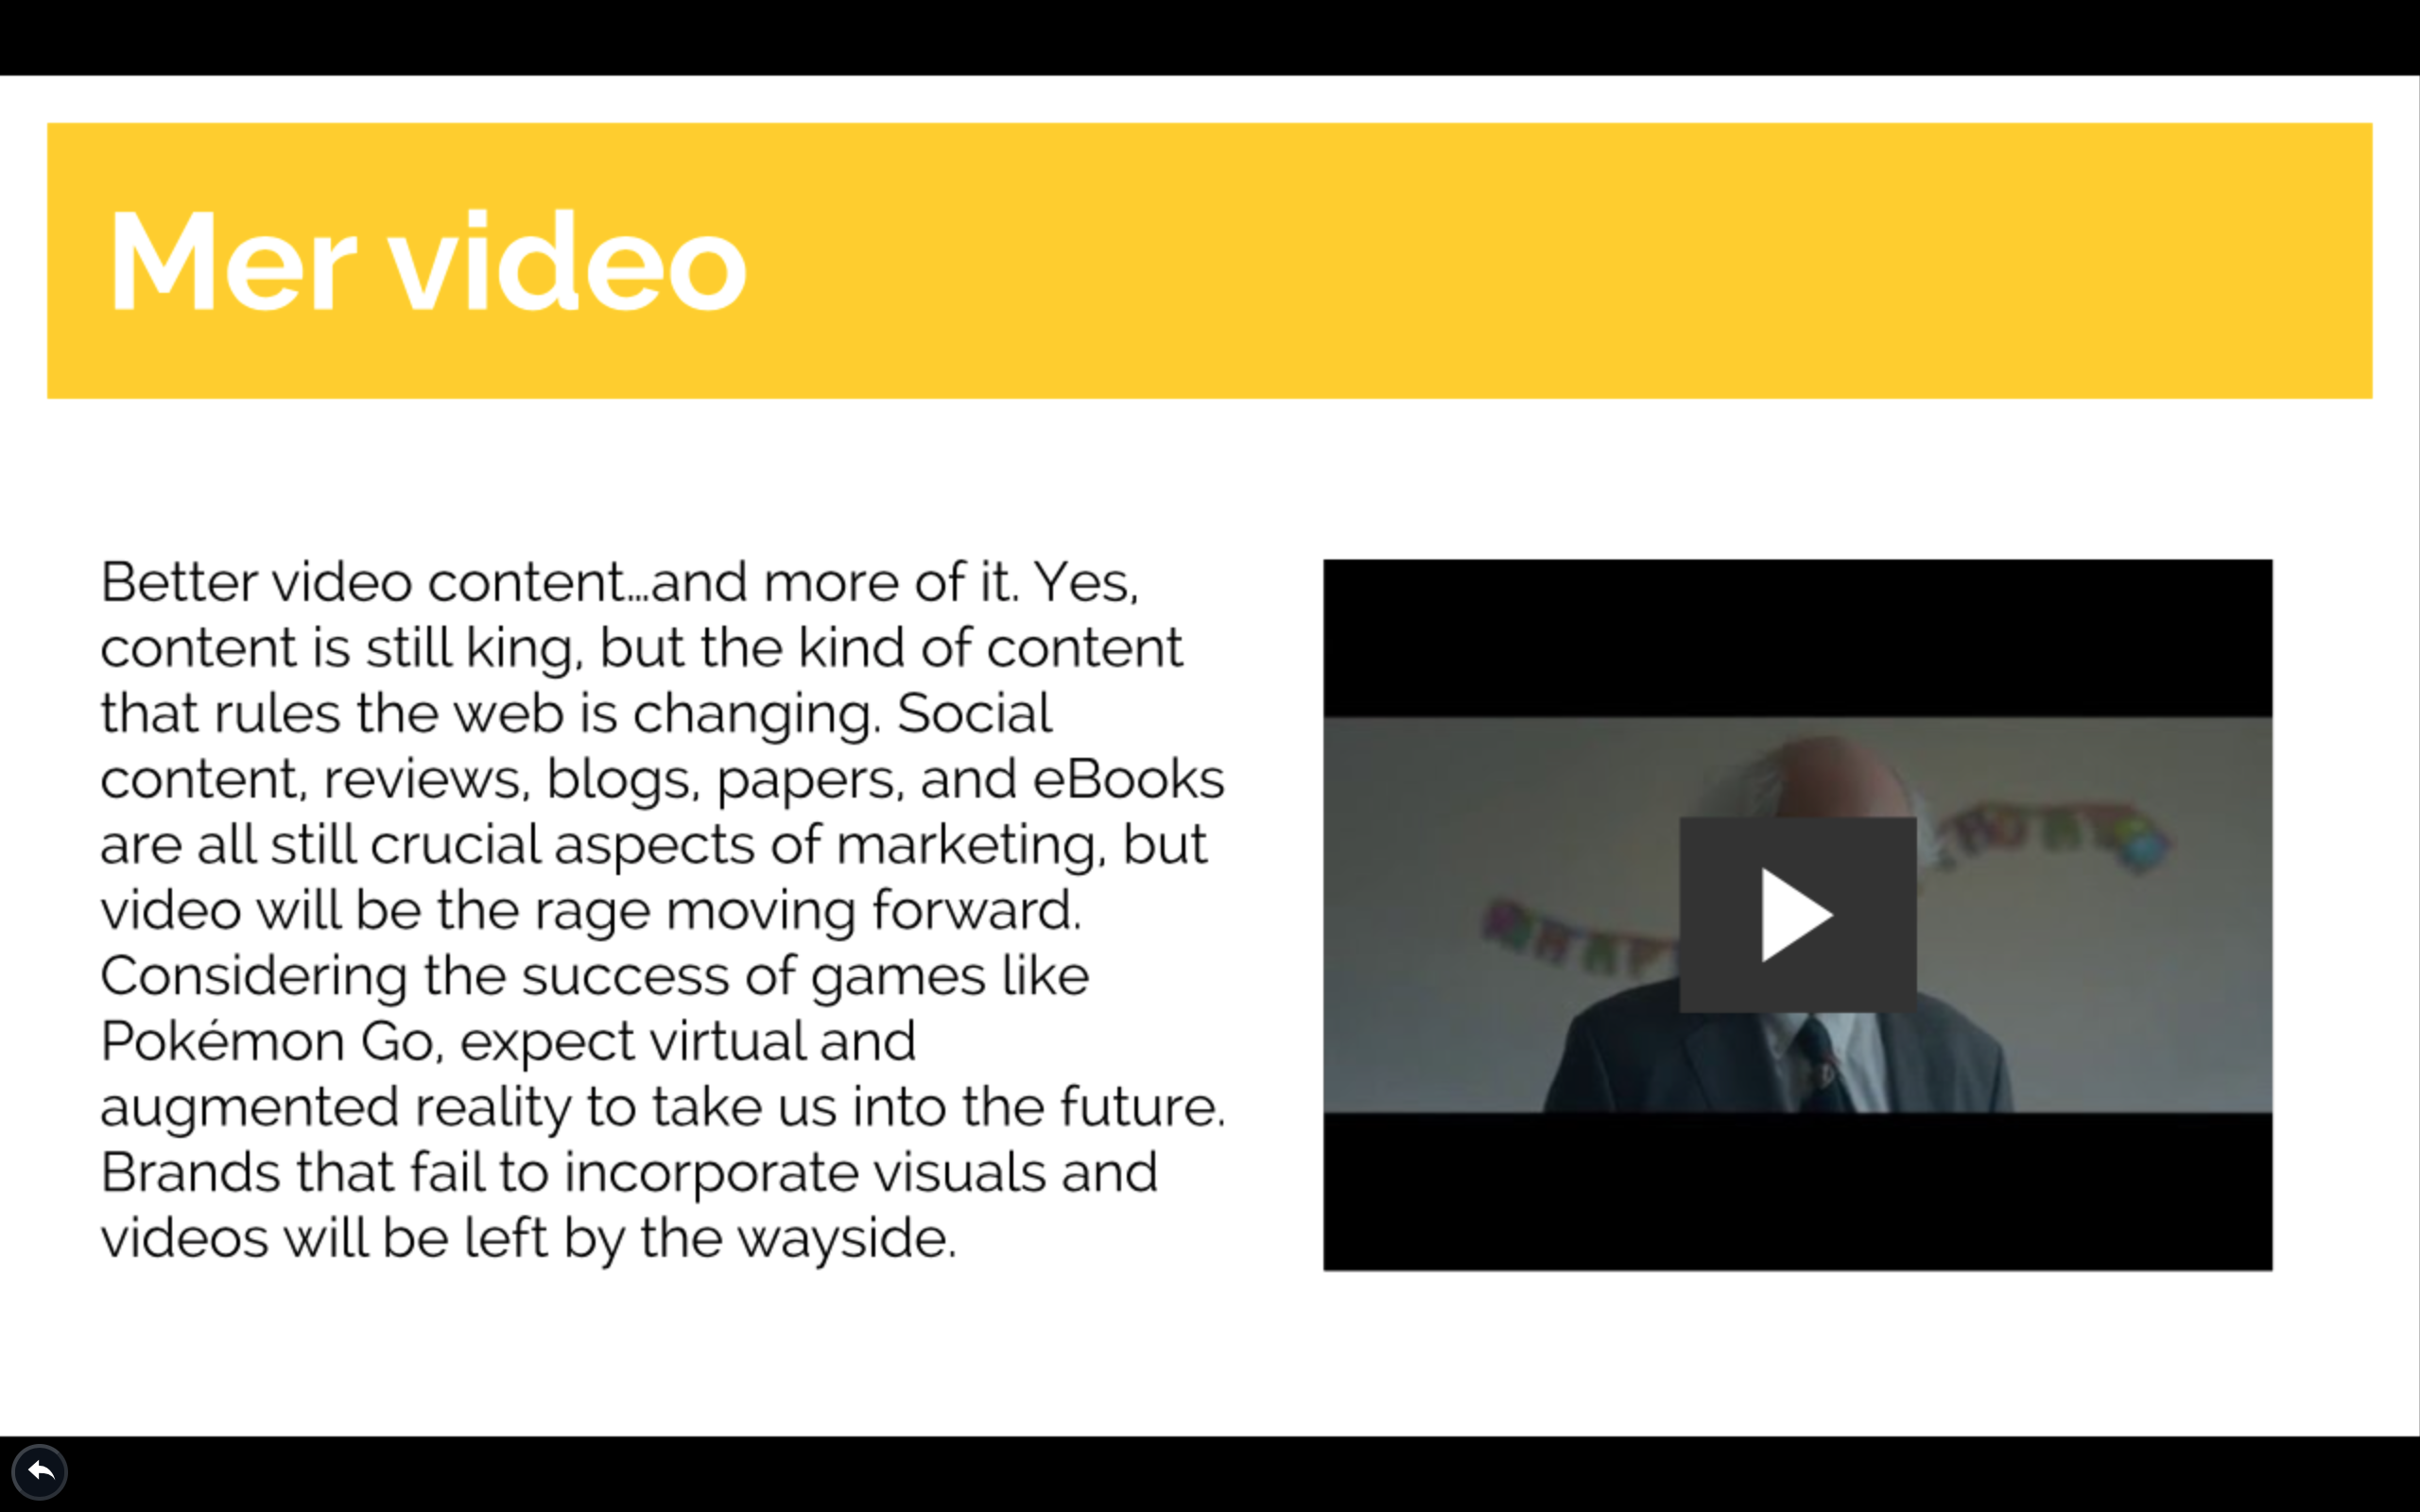 Mer video
Better video content...and more of it. Yes,
content is still king, but the kind of content
that rules the web is changing. Social
content, reviews, blogs, papers, and eBooks
are all still crucial aspects of marketing, but
video will be the rage moving forward.
Considering the success of games like
Pokémon Go, expect virtual and
augmented reality to take us into the future.
Brands that fail to incorporate visuals and
videos will be left by the wayside.